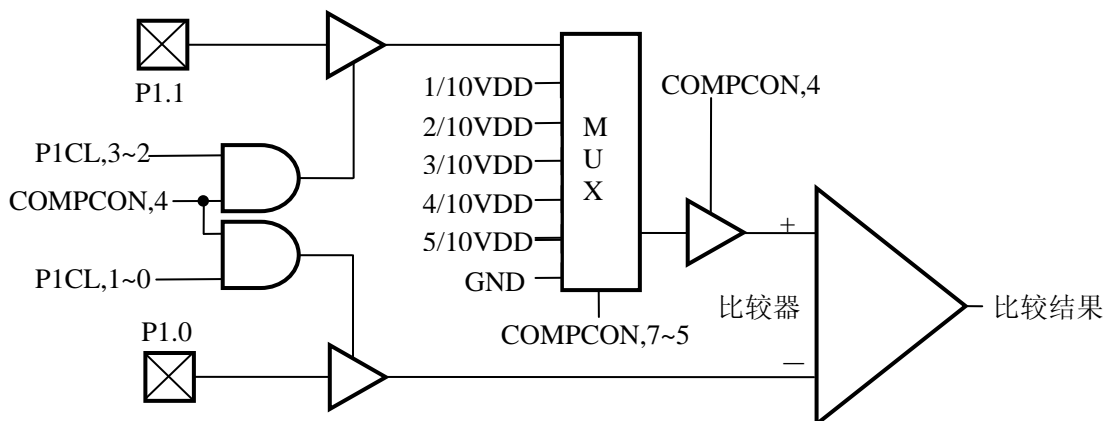 P1.1
1/10VDD
COMPCON,4
2/10VDD
M
U
X
P1CL,3~2
3/10VDD
COMPCON,4
4/10VDD
5/10VDD
+
P1CL,1~0
GND
比较器
比较结果
P1.0
COMPCON,7~5
—